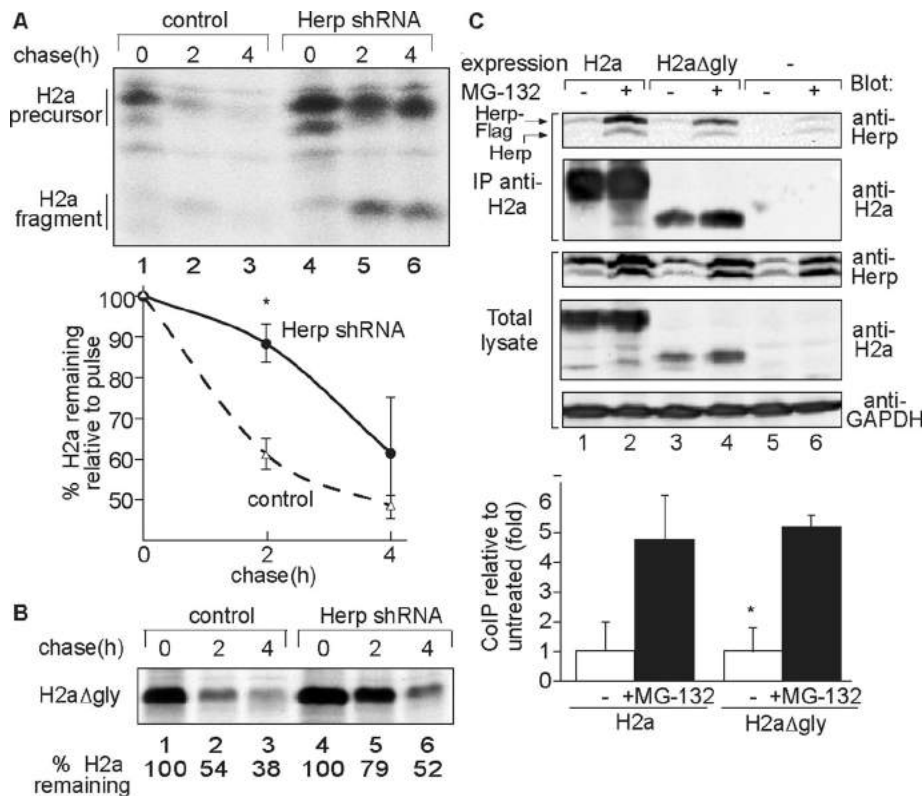 A
control
Herp shRNA
chase(h) 0 2 4 0 2 4
H2a
precursor
H2a
fragment
1 2 3 4 5 6
100
90
80
70
60
50
% H2a remaining
relative to pulse
*
Herp shRNA
control
0 2 4
chase(h)
B
control Herp shRNA
chase(h) 0 2 4 0 2 4
H2aΔgly
1 2 3 4 5 6
% H2a 100 54 38 100 79 52
remaining
C
expression H2a H2aΔgly -
MG-132 - + - + - + Blot:
Herp-
Flag
Herp
anti-
Herp
IP anti-
H2a
anti-
H2a
anti-
Herp
Total
lysate
anti-
H2a
anti-
GAPDH
1 2 3 4 5 6
CoIP relative to
untreated (fold)
6
5
4
3
2
1
0
*
- +MG-132 - +MG-132
H2a H2aΔgly